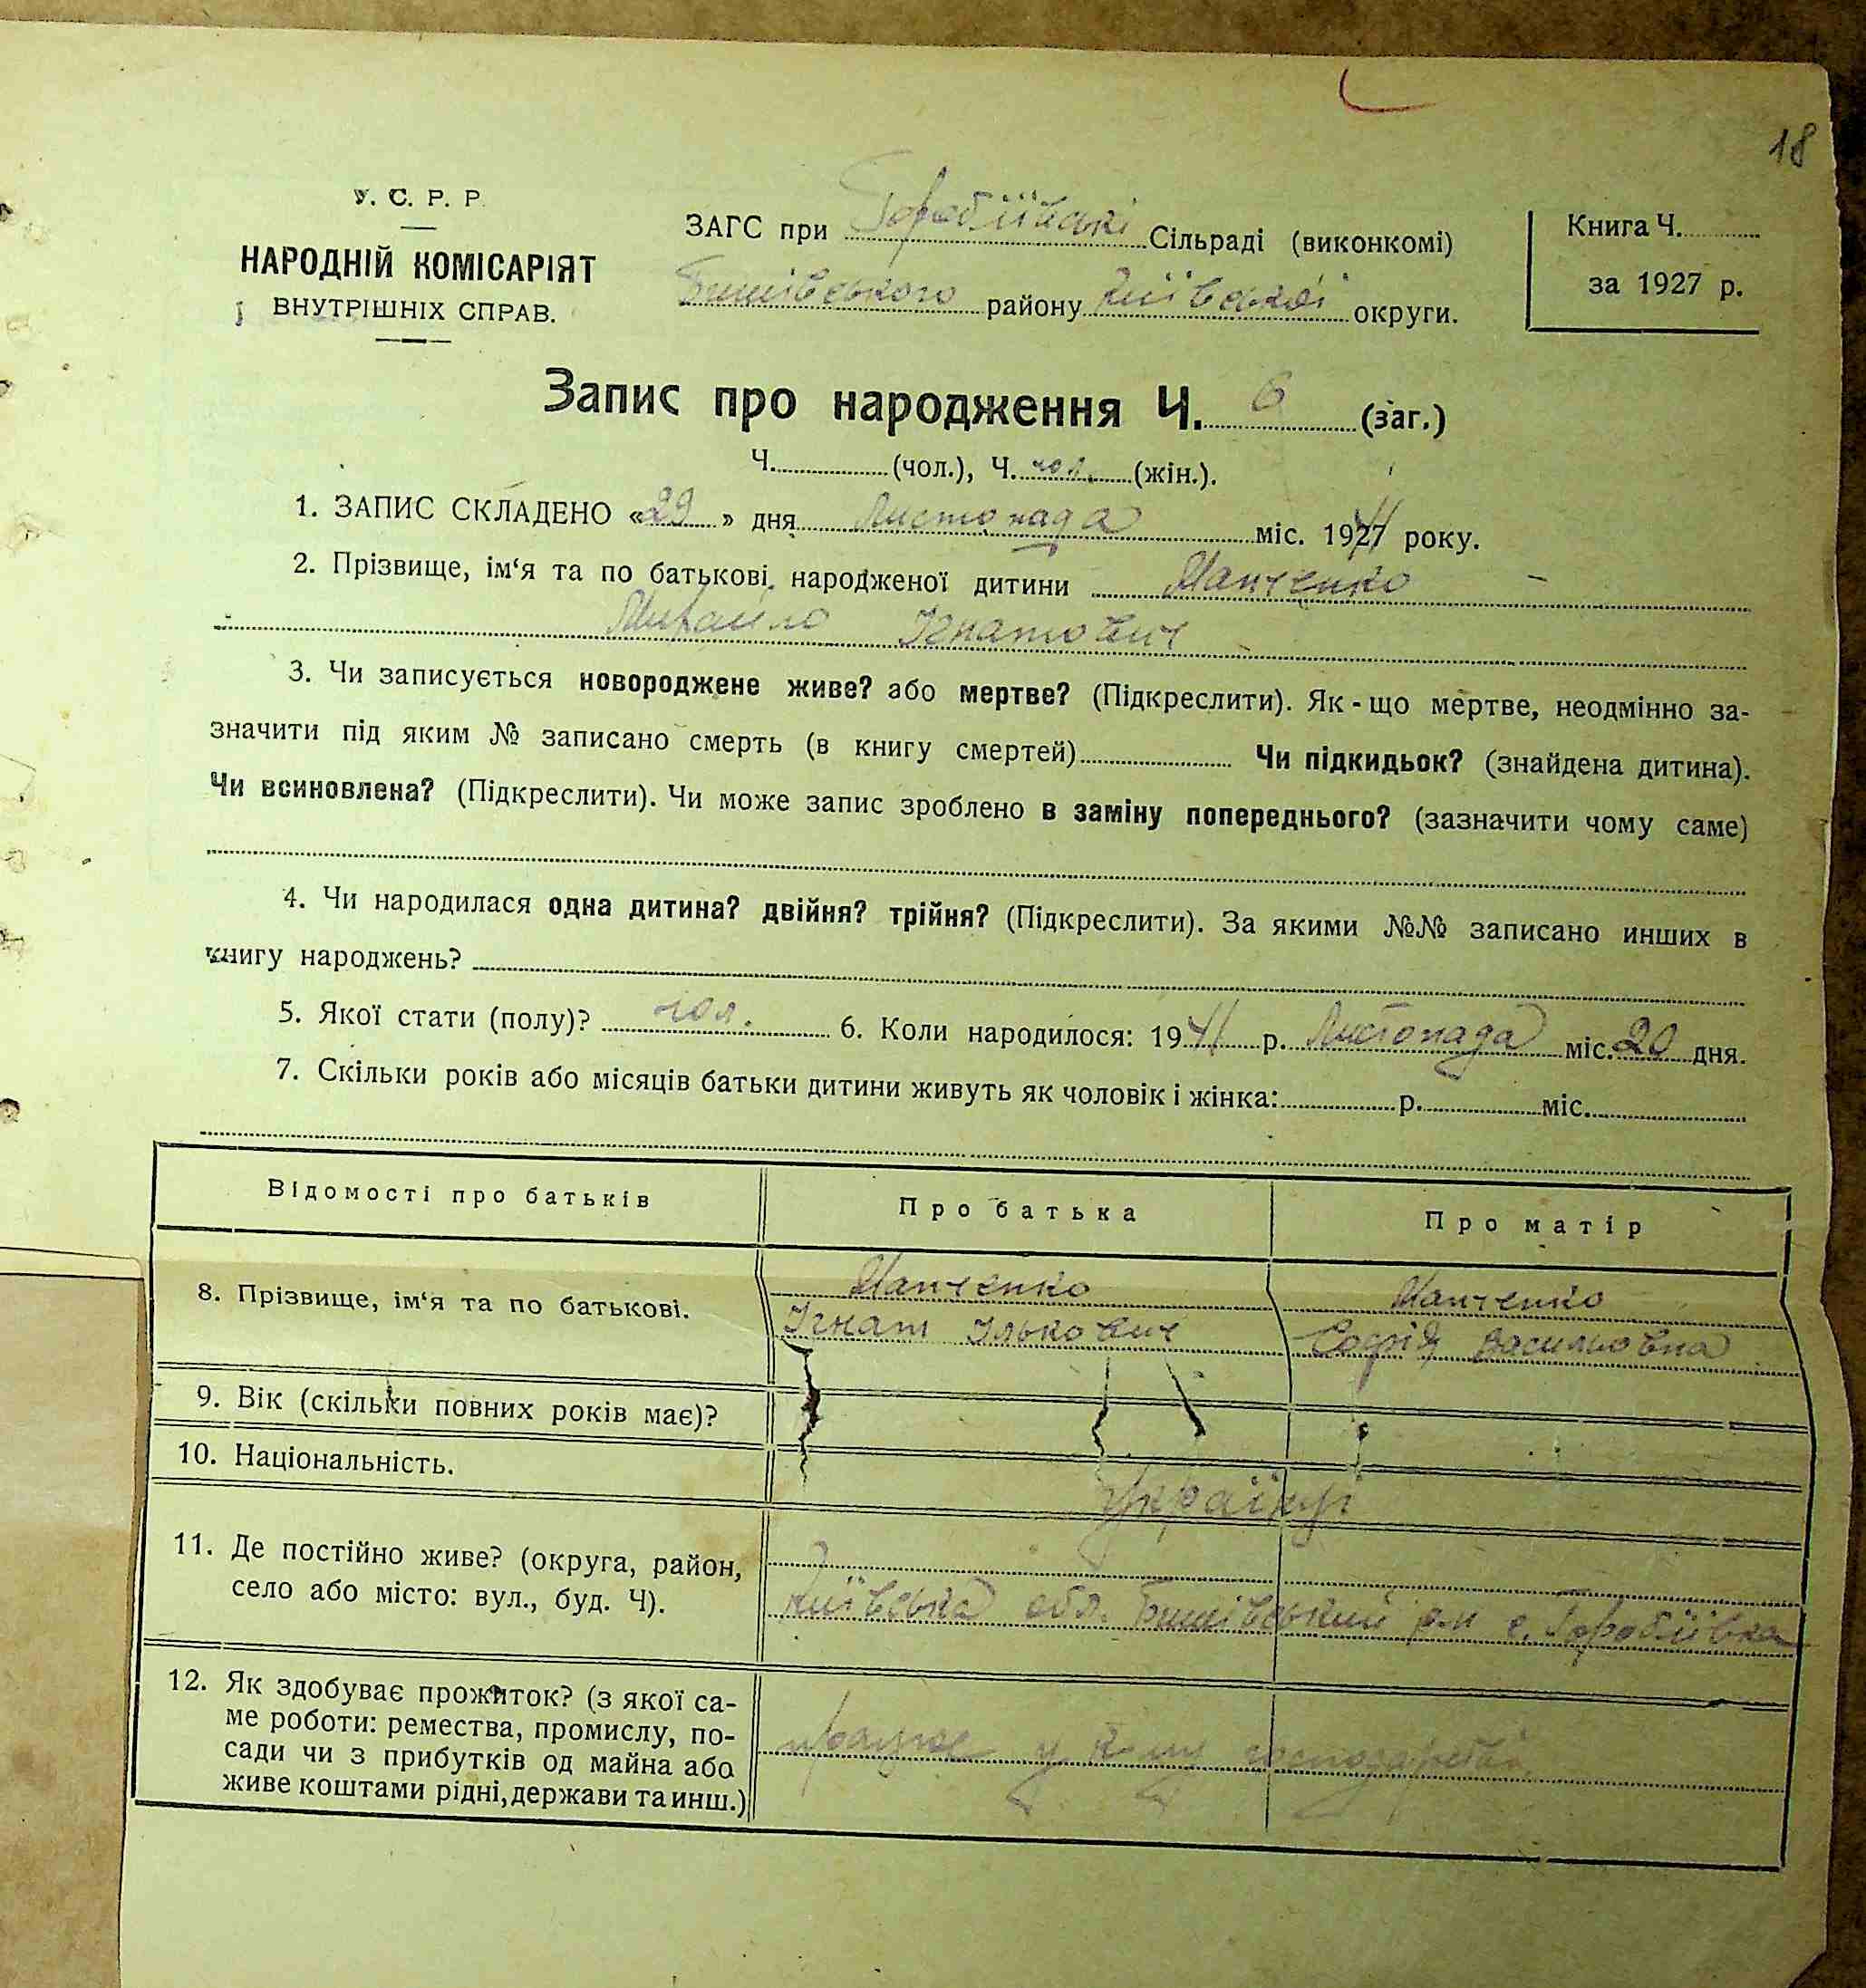 18
У. С. Р. Р.
НАРОДНІЙ КОМІСАРІЯТ
ВНУТРІШНІХ СПРАВ.
ЗАГС при Горобіївські Сільраді (виконкомі)
Бишівського району Київської округи.
Книга Ч.
за 1927 р.
Запис про народження Ч. 6 (заг.)
Ч. (чол.), Ч. чол. (жін.).
1. ЗАПИС СКЛАДЕНО «29» дня Листопада міс. 1941 року.
2. Прізвище, ім‘я та по батькові народженої дитини
Михайло Ігнатович
3. Чи записується новороджене живе? або мертве? (Підкреслити). Як-що мертве, неодмінно за-
значити під яким № записано смерть (в книгу смертей) Чи підкидьок? (знайдена дитина).
Чи всиновлена? (Підкреслити). Чи може запис зроблено в заміну попереднього? (зазначити чому саме)
4. Чи народилася одна дитина? двійня? трійня? (Підкреслити). За якими №№ записано инших в
книгу народжень?
5. Якої стати (полу)? чол. 6. Коли народилося: 1941 р. Листопада міс. 20 дня.
7. Скільки років або місяців батьки дитини живуть як чоловік і жінка: р. міс.
Відомості про батьків
Про батька
Про матір
8. Прізвище, ім‘я та по батькові.
Ігнат Ількович
Софія Васильовна
9. Вік (скільки повних років має)?
10. Національність.
Українці
11. Де постійно живе? (округа, район,
село або місто: вул., буд. Ч).
Київська обл. Бишівський р-н с. Горобіївка
12. Як здобуває прожиток? (з якої са-
ме роботи: ремества, промислу, по-
сади чи з прибутків од майна або
живе коштами рідні, держави та инш.)
працює у господарстві